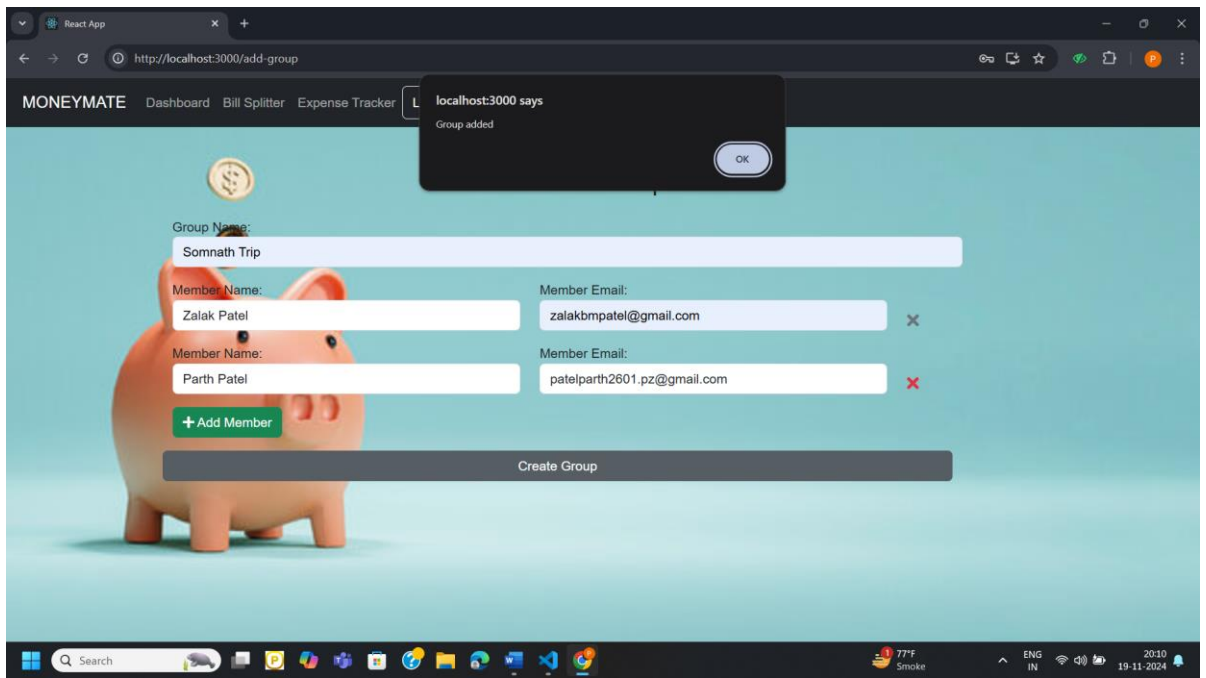 React App
http://localhost:3000/add-group
P
MONEYMATE Dashboard Bill Splitter Expense Tracker L
localhost:3000 says
Group added
OK
Group Name:
Somnath Trip
Member Name: Member Email:
Zalak Patel zalakbmpatel@gmail.com
Member Name: Member Email:
Parth Patel patelparth2601.pz@gmail.com
+ Add Member
Create Group
Search
1 77°F
Smoke
ENG
IN
20:10
19-11-2024